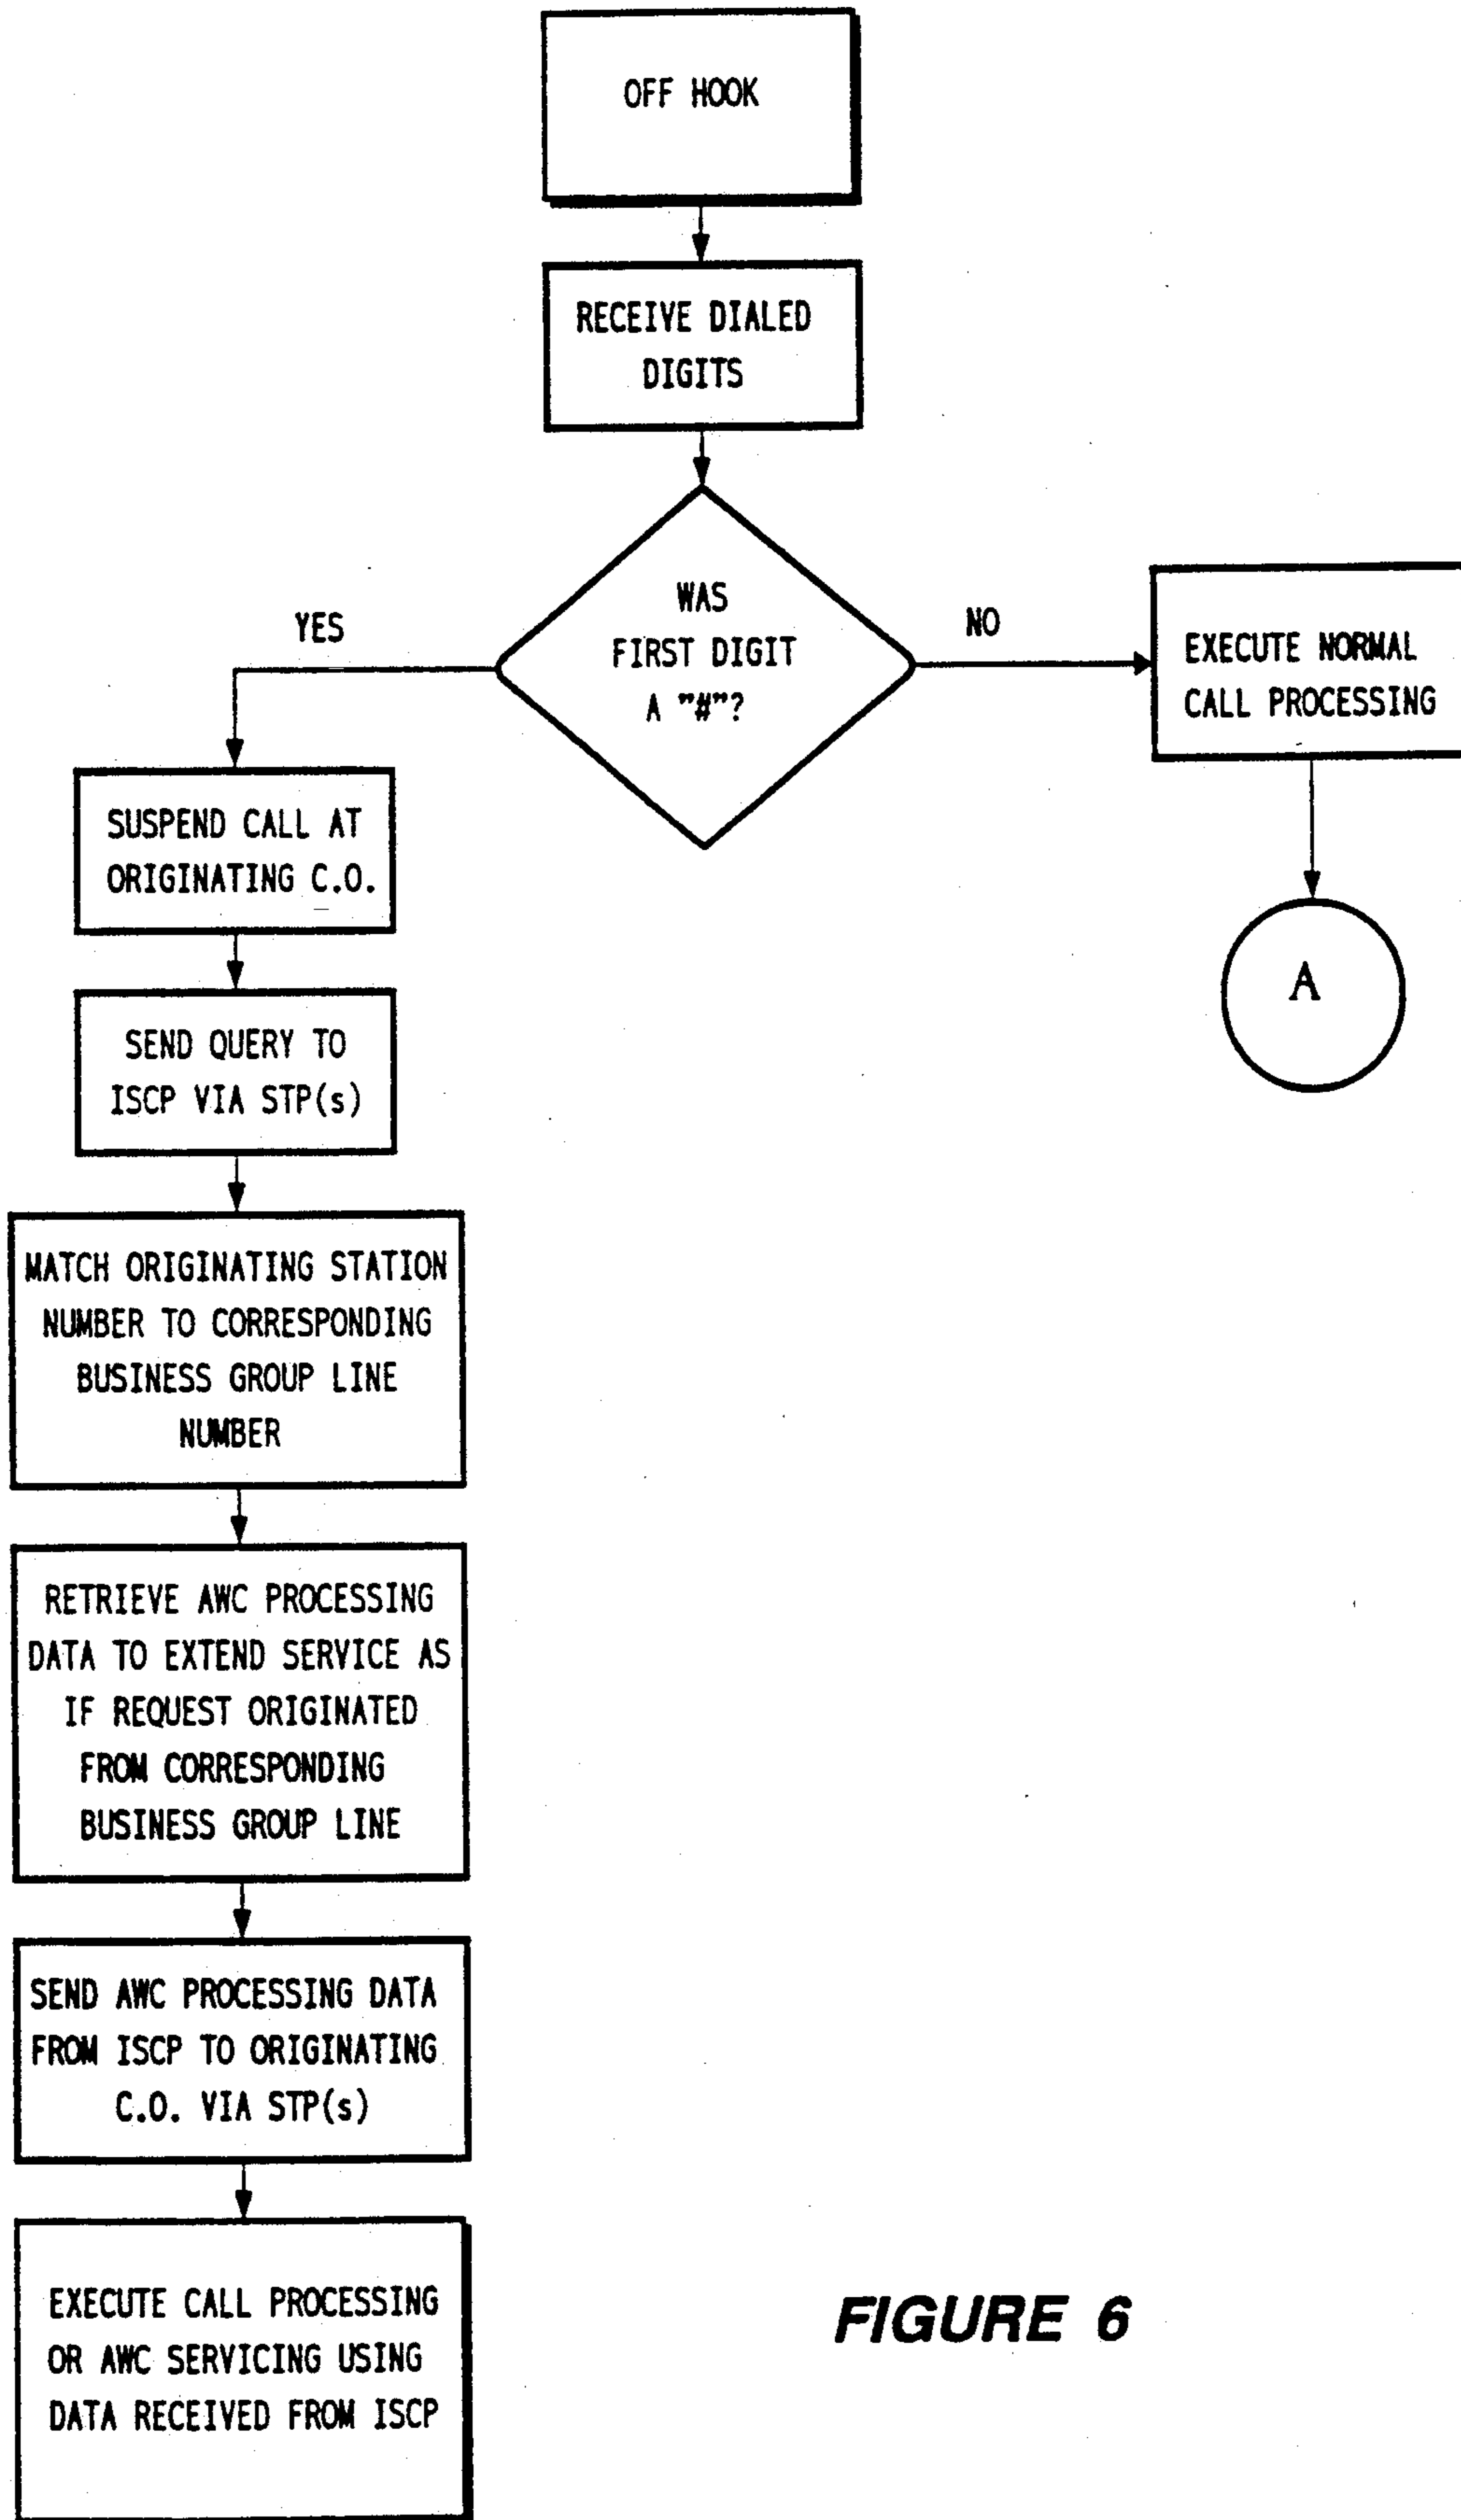 OFF HOOK
RECEIVE DIALED
DIGITS
WAS
FIRST DIGIT
A "#"?
YES
NO
EXECUTE NORMAL
CALL PROCESSING
A
SUSPEND CALL AT
ORIGINATING C.O.
SEND QUERY TO
ISCP VIA STP(s)
MATCH ORIGINATING STATION
NUMBER TO CORRESPONDING
BUSINESS GROUP LINE
NUMBER
RETRIEVE AWC PROCESSING
DATA TO EXTEND SERVICE AS
IF REQUEST ORIGINATED
FROM CORRESPONDING
BUSINESS GROUP LINE
SEND AWC PROCESSING DATA
FROM ISCP TO ORIGINATING
C.O. VIA STP(s)
EXECUTE CALL PROCESSING
OR AWC SERVICING USING
DATA RECEIVED FROM ISCP
FIGURE 6